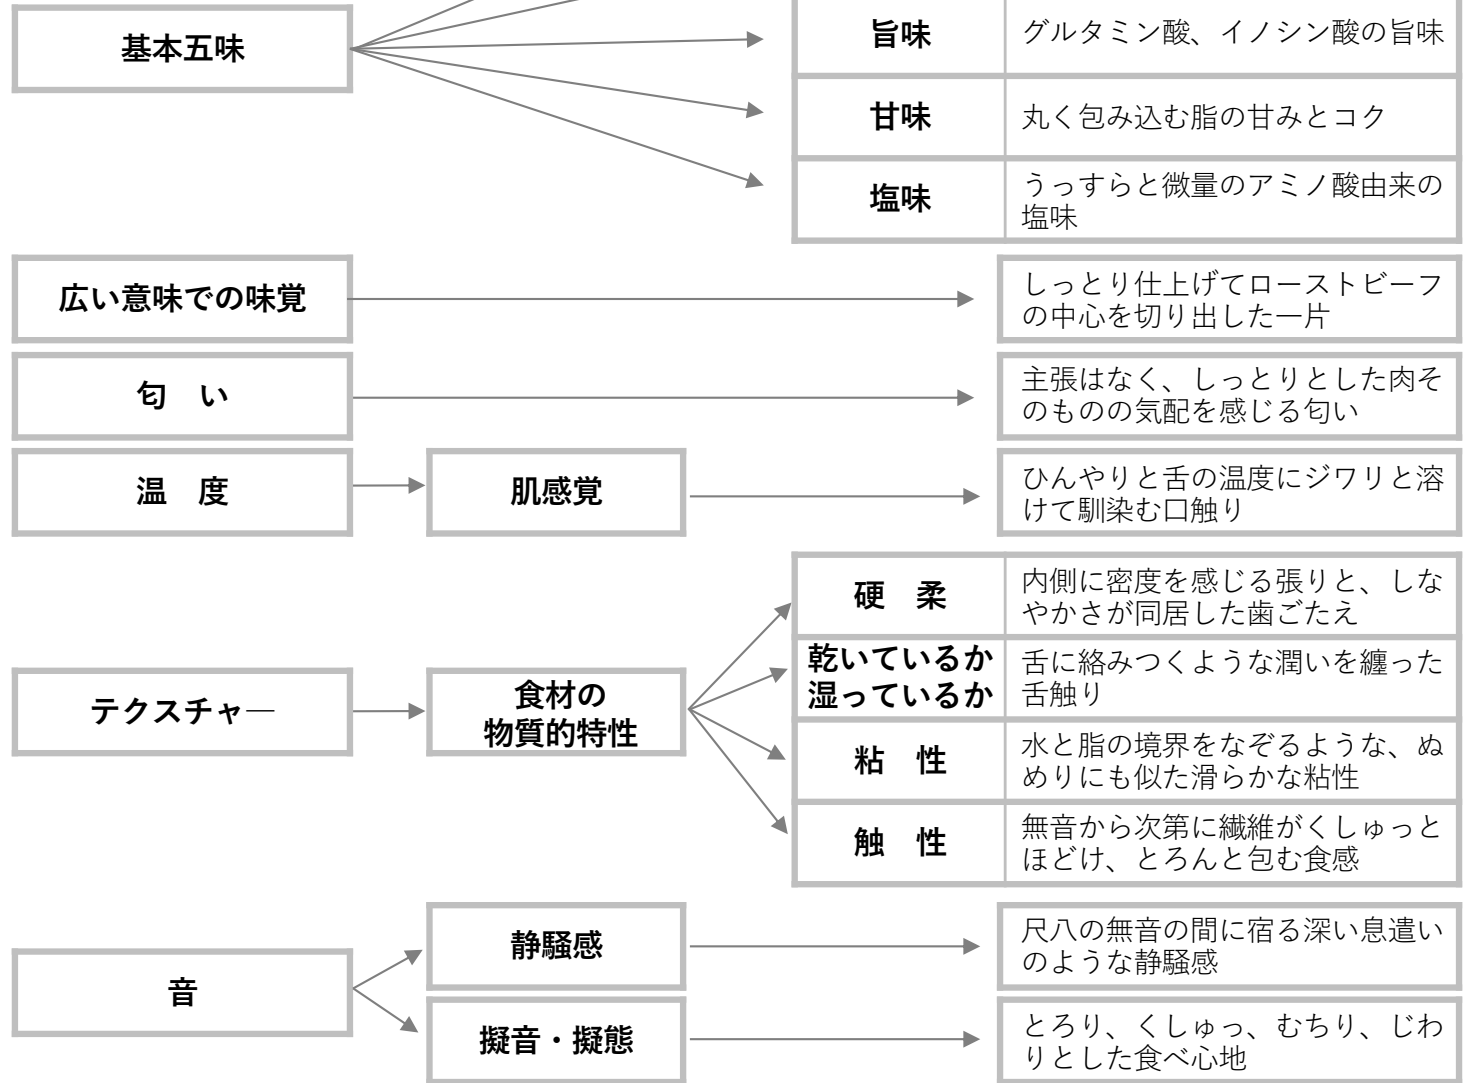 基本五味
旨味
グルタミン酸、イノシン酸の旨味
甘味
丸く包み込む脂の甘みとコク
塩味
うっすらと微量のアミノ酸由来の
塩味
広い意味での味覚
しっとり仕上げてローストビーフ
の中心を切り出した一片
匂　い
主張はなく、しっとりとした肉そ
のものの気配を感じる匂い
温　度
肌感覚
ひんやりと舌の温度にジワリと溶
けて馴染む口触り
テクスチャ―
食材の
物質的特性
硬　柔
内側に密度を感じる張りと、しな
やかさが同居した歯ごたえ
乾いているか
湿っているか
舌に絡みつくような潤いを纏った
舌触り
粘　性
水と脂の境界をなぞるような、ぬ
めりにも似た滑らかな粘性
触　性
無音から次第に繊維がくしゅっと
ほどけ、とろんと包む食感
音
静騒感
尺八の無音の間に宿る深い息遣い
のような静騒感
擬音・擬態
とろり、くしゅっ、むちり、じわ
りとした食べ心地